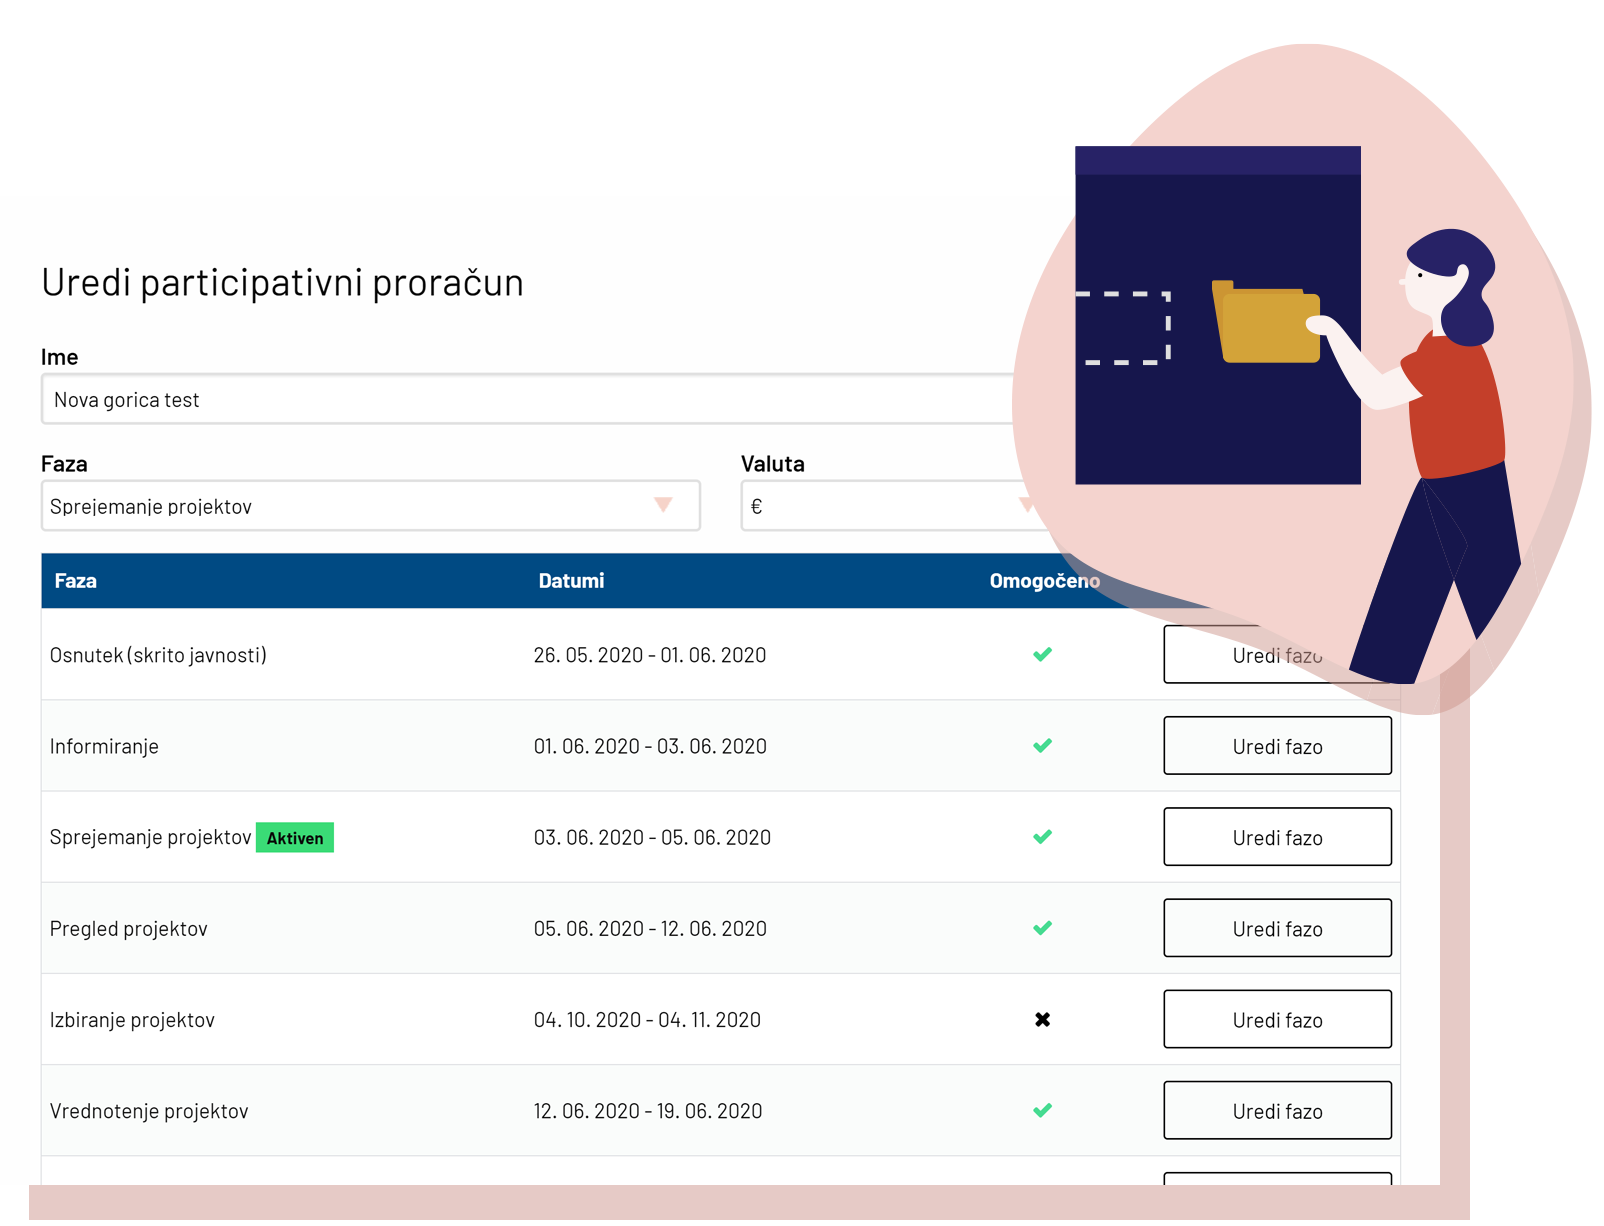 Uredi participativni proračun
Ime
Nova gorica test
Faza Valuta
Sprejemanje projektov €
Faza Datumi Omogočeno
Osnutek (skrito javnosti) 26. 05. 2020 - 01. 06. 2020 Uredi fazo
Informiranje 01. 06. 2020 - 03. 06. 2020 Uredi fazo
Sprejemanje projektov Aktiven 03. 06. 2020 - 05. 06. 2020 Uredi fazo
Pregled projektov 05. 06. 2020 - 12. 06. 2020 Uredi fazo
Izbiranje projektov 04. 10. 2020 - 04. 11. 2020 Uredi fazo
Vrednotenje projektov 12. 06. 2020 - 19. 06. 2020 Uredi fazo